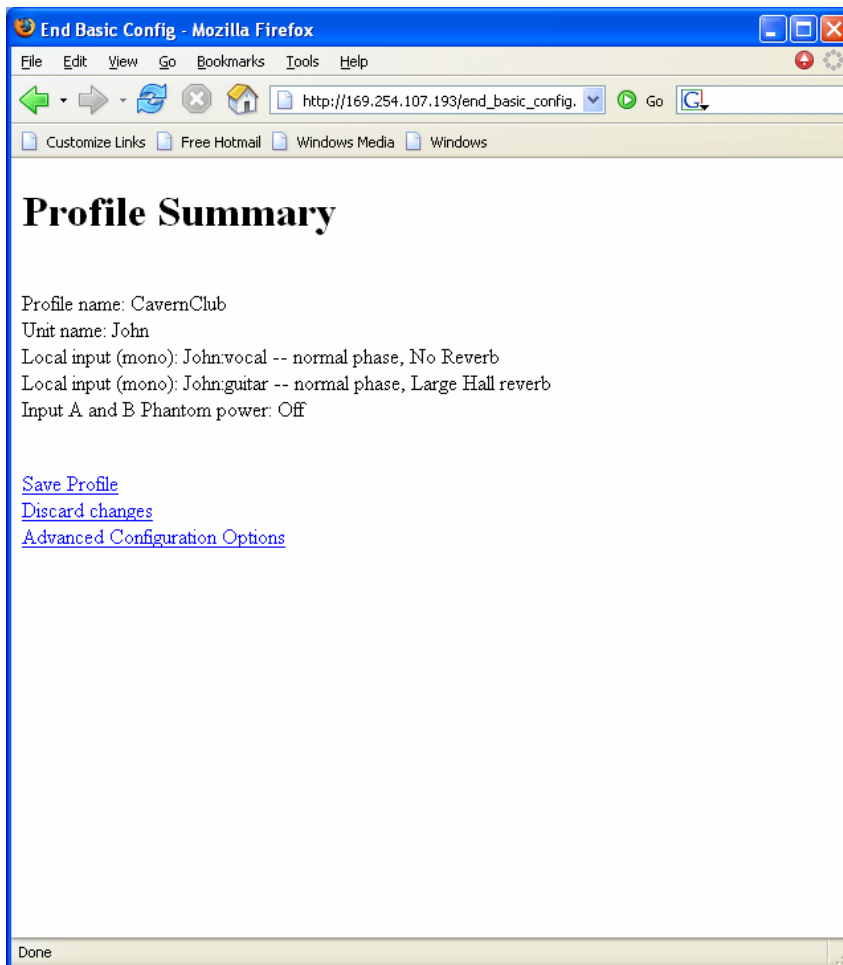 End Basic Config - Mozilla Firefox
File Edit View Go Bookmarks Tools Help
http://169.254.107.193/end_basic_config. Go G
Customize Links Free Hotmail Windows Media Windows
Profile Summary
Profile name: CavernClub
Unit name: John
Local input (mono): John:vocal -- normal phase, No Reverb
Local input (mono): John:guitar -- normal phase, Large Hall reverb
Input A and B Phantom power: Off
Save Profile
Discard changes
Advanced Configuration Options
Done